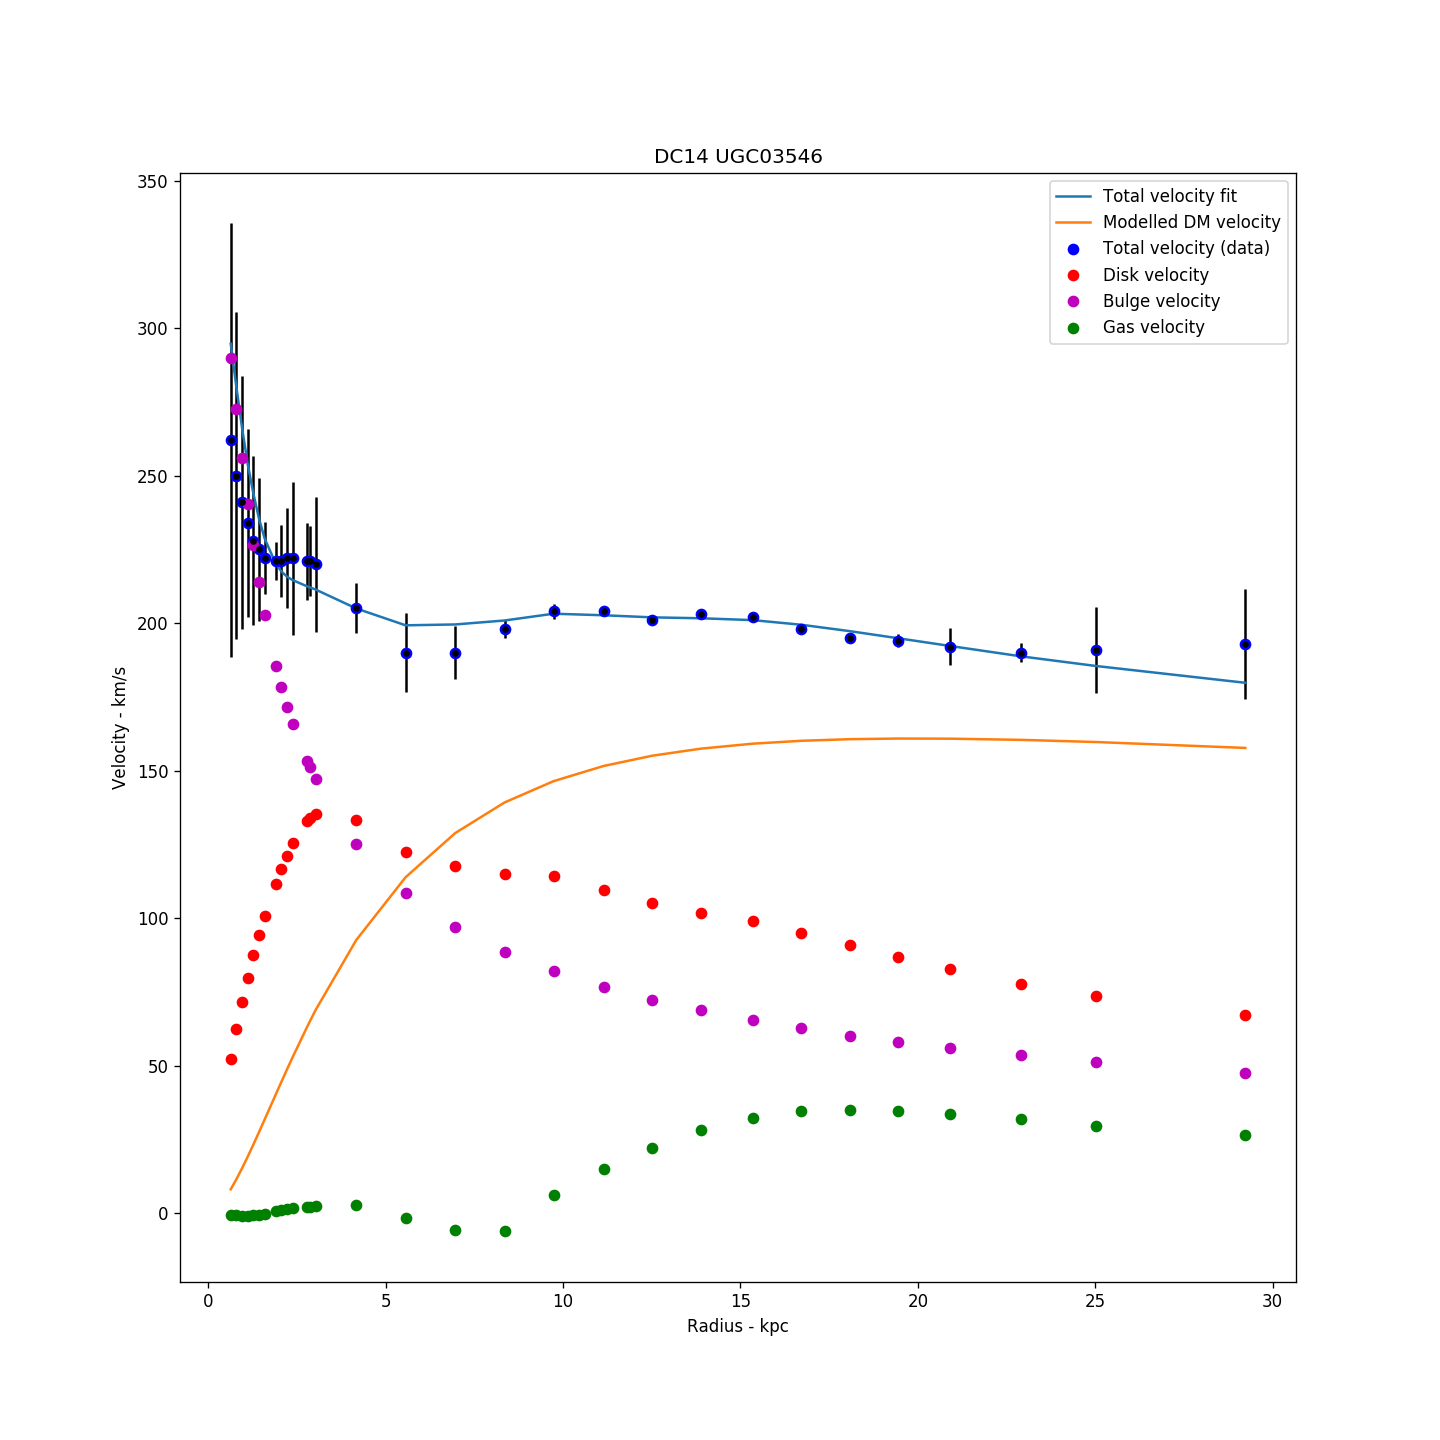 DC14 UGC03546
350
300
250
200
150
100
50
0
Velocity - km/s
Total velocity fit
Modelled DM velocity
Total velocity (data)
Disk velocity
Bulge velocity
Gas velocity
0 5 10 15 20 25 30
Radius - kpc